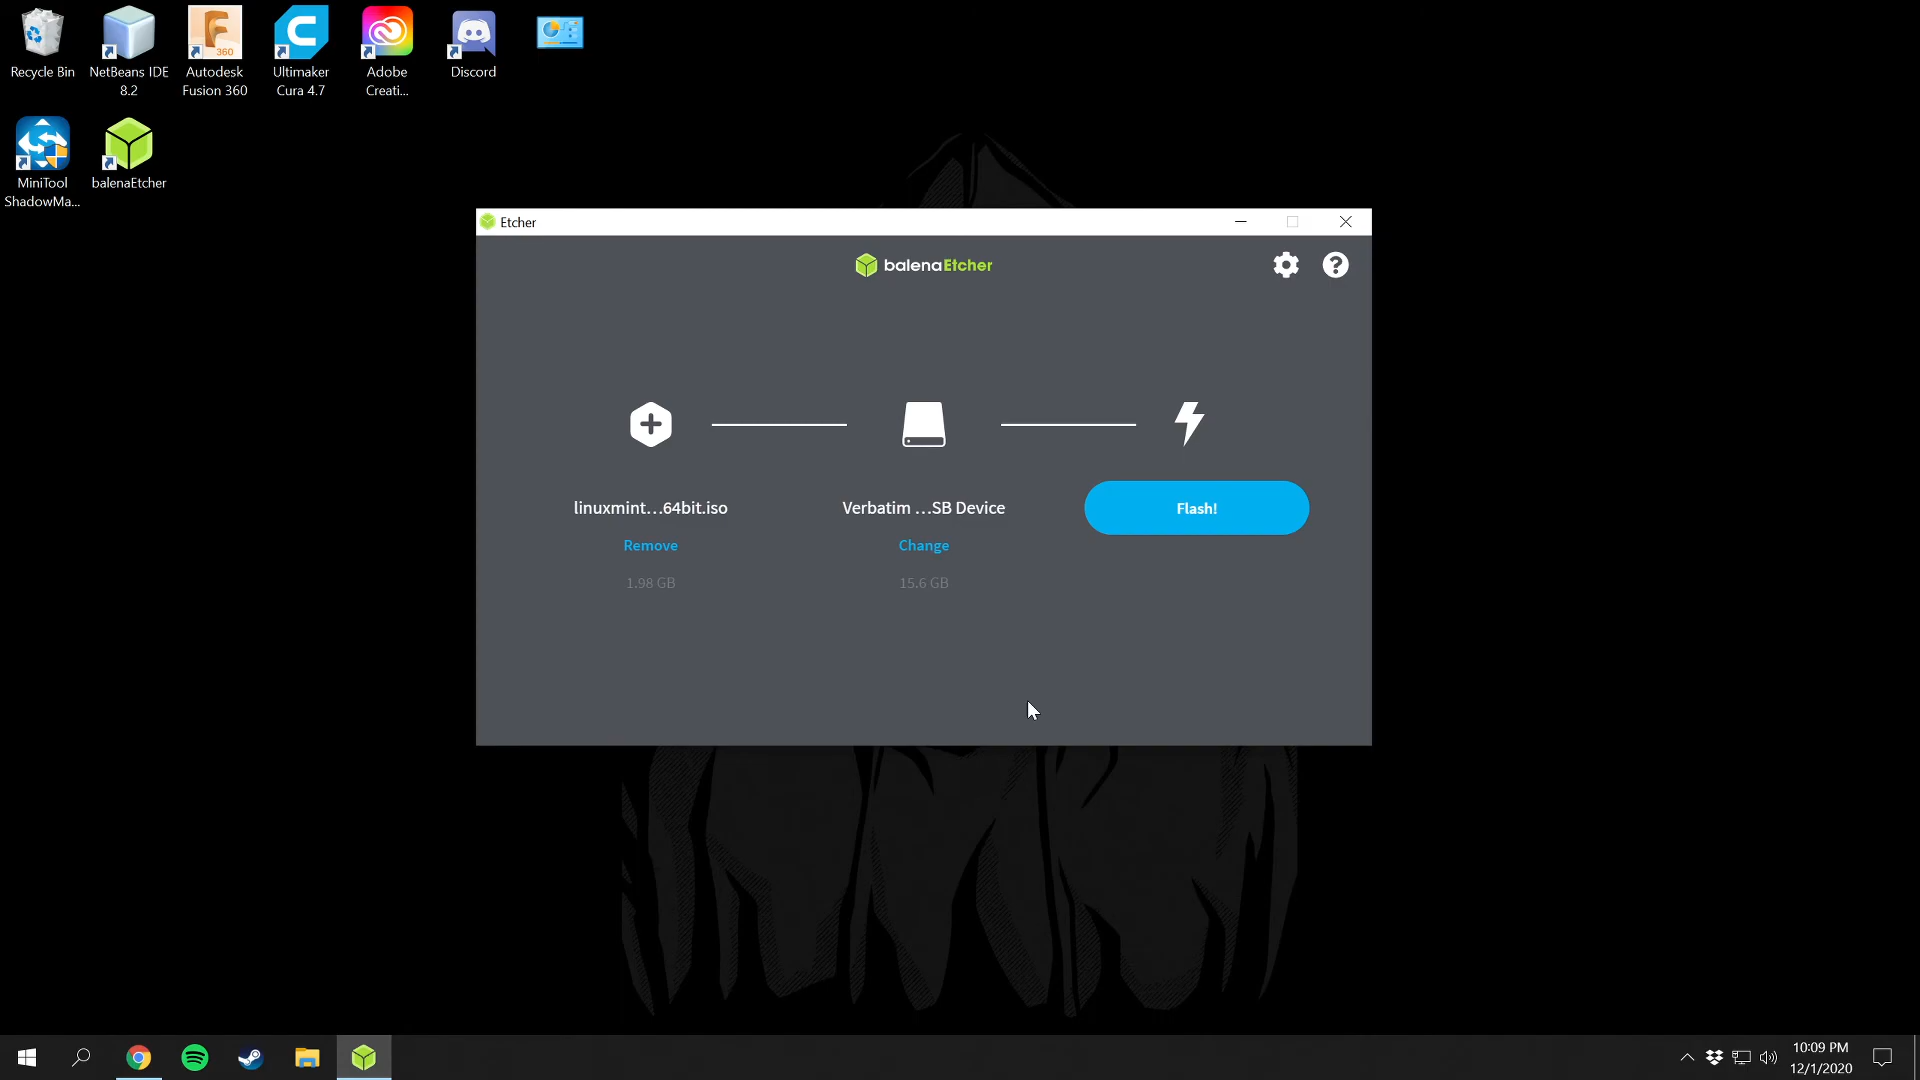 Recycle Bin
NetBeans IDE
8.2
Autodesk
Fusion 360
Ultimaker
Cura 4.7
Adobe
Creati...
Discord
360
MiniTool
ShadowMa...
balenaEtcher
Etcher
balenaEtcher
linuxmint...64bit.iso
Remove
1.98 GB
Verbatim ...SB Device
Change
15.6 GB
Flash!
10:09 PM
12/1/2020